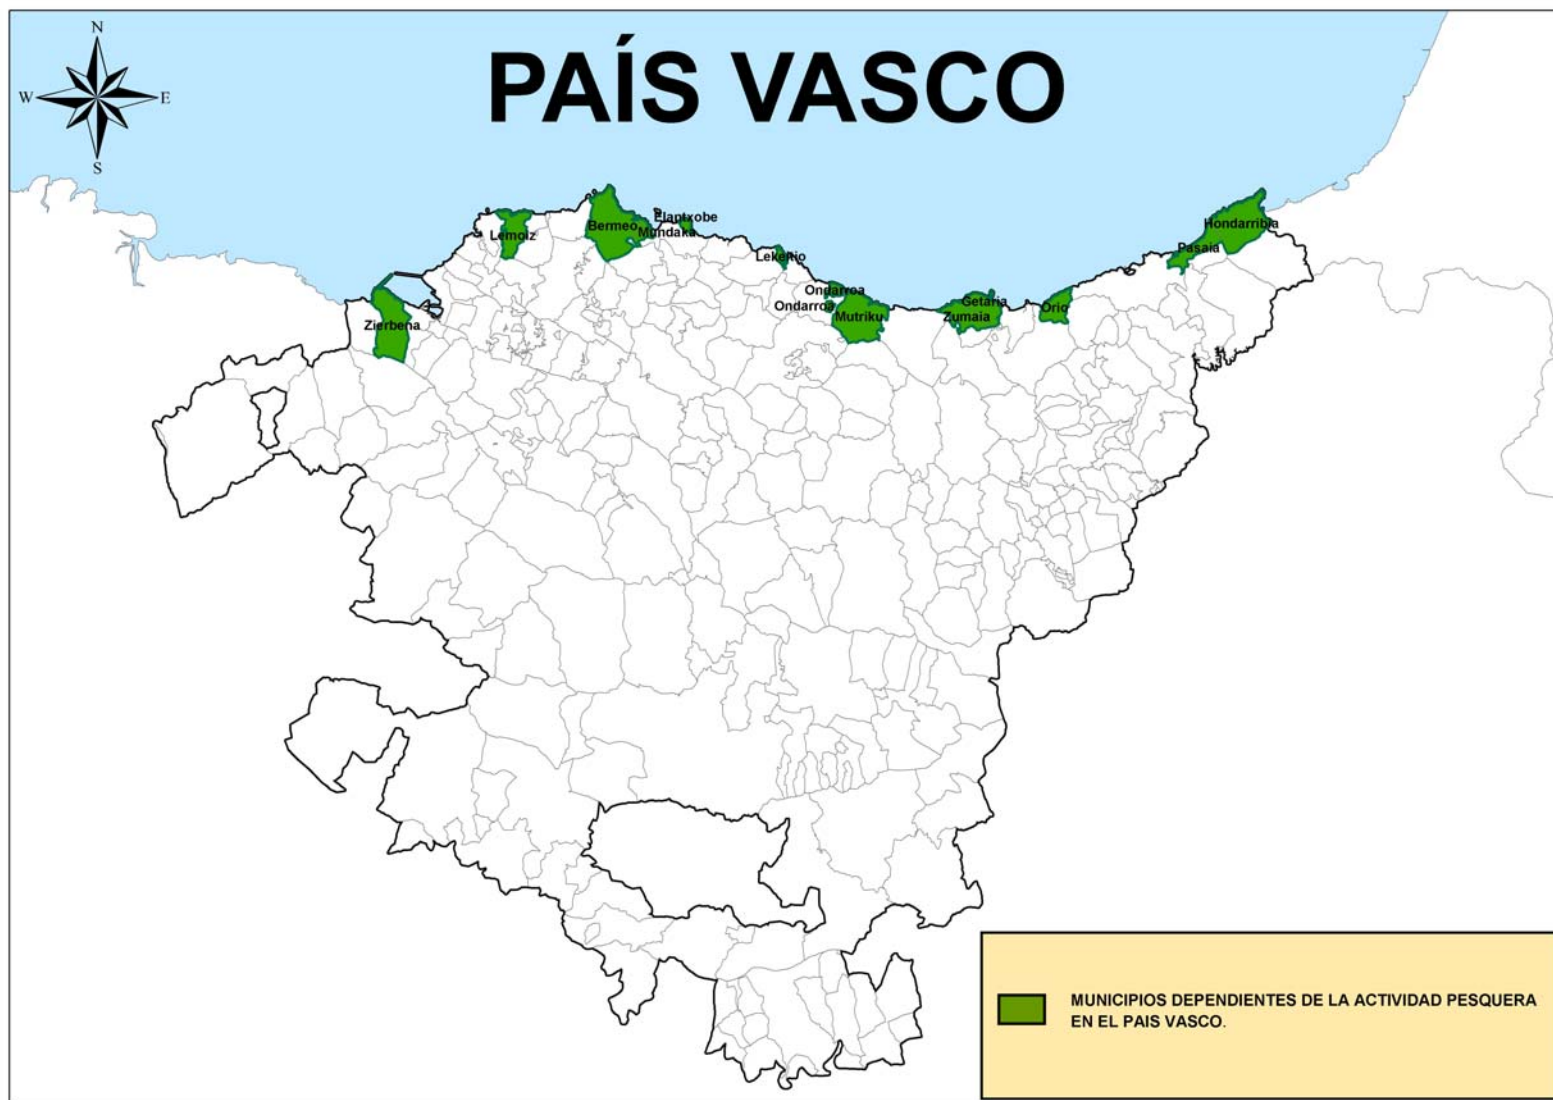 N
W
E
S
PAÍS VASCO
Hondarribia
Elantxobe
Bermeo
Mundaka
Lemoiz
Pasaia
Lekeitio
Ondarroa
Ondarroa
Getaria
Orio
Mutriku
Zumaia
Zierbena
MUNICIPIOS DEPENDIENTES DE LA ACTIVIDAD PESQUERA
EN EL PAIS VASCO.